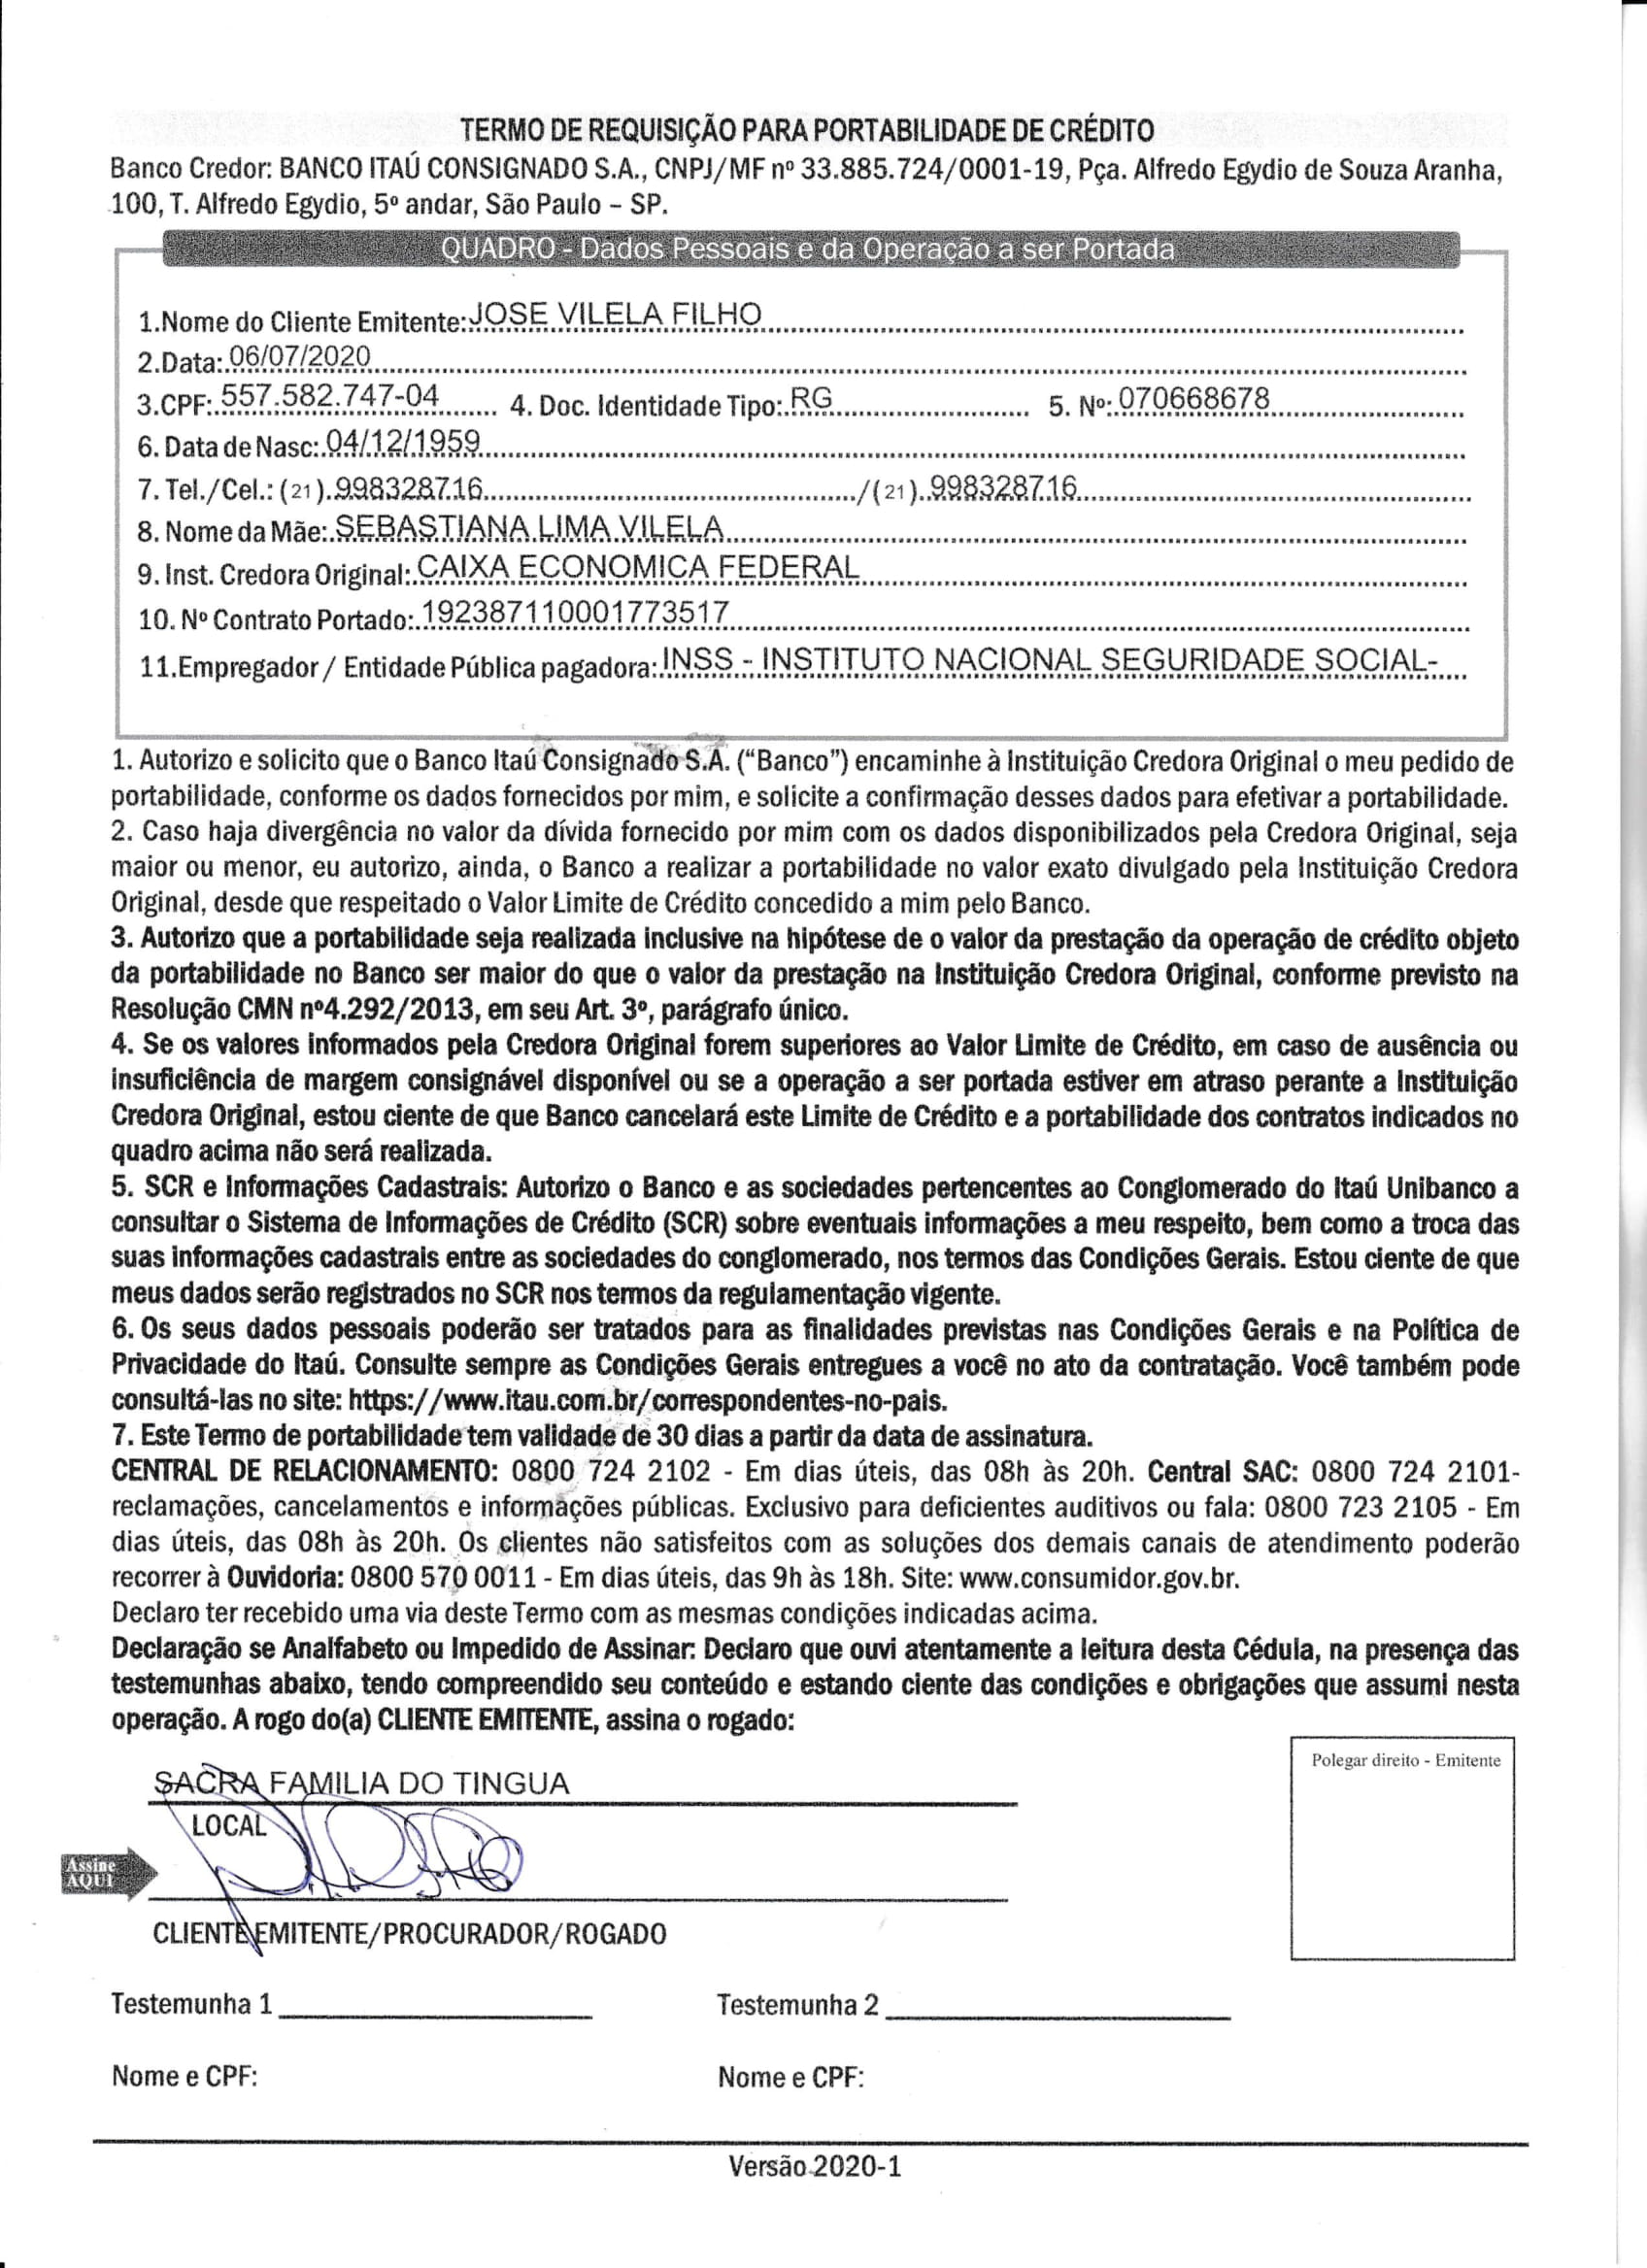 TERMO DE REQUISIÇÃO PARA PORTABILIDADE DE CRÉDITO
Banco Credor: BANCO ITAÚ CONSIGNADO S.A., CNPJ/MF nº 33.885.724/0001-19, Pça. Alfredo Egydio de Souza Aranha,
100, T. Alfredo Egydio, 5º andar, São Paulo – SP.
QUADRO - Dados Pessoais e da Operação a ser Portada
1.Nome do Cliente Emitente: JOSE VILELA FILHO
2.Data: 06/07/2020
3.CPF: 557.582.747-04 4. Doc. Identidade Tipo: RG 5. Nº: 070668678
6. Data de Nasc: 04/12/1959
7. Tel./Cel.: (21) 998328716 /(21) 998328716
8. Nome da Mãe: SEBASTIANA LIMA VILELA
9. Inst. Credora Original: CAIXA ECONOMICA FEDERAL
10. Nº Contrato Portado: 192387110001773517
11.Empregador / Entidade Pública pagadora: INSS - INSTITUTO NACIONAL SEGURIDADE SOCIAL-
1. Autorizo e solicito que o Banco Itaú Consignado S.A. (“Banco”) encaminhe à Instituição Credora Original o meu pedido de
portabilidade, conforme os dados fornecidos por mim, e solicite a confirmação desses dados para efetivar a portabilidade.
2. Caso haja divergência no valor da dívida fornecido por mim com os dados disponibilizados pela Credora Original, seja
maior ou menor, eu autorizo, ainda, o Banco a realizar a portabilidade no valor exato divulgado pela Instituição Credora
Original, desde que respeitado o Valor Limite de Crédito concedido a mim pelo Banco.
3. Autorizo que a portabilidade seja realizada inclusive na hipótese de o valor da prestação da operação de crédito objeto
da portabilidade no Banco ser maior do que o valor da prestação na Instituição Credora Original, conforme previsto na
Resolução CMN nº4.292/2013, em seu Art. 3º, parágrafo único.
4. Se os valores informados pela Credora Original forem superiores ao Valor Limite de Crédito, em caso de ausência ou
insuficiência de margem consignável disponível ou se a operação a ser portada estiver em atraso perante a Instituição
Credora Original, estou ciente de que Banco cancelará este Limite de Crédito e a portabilidade dos contratos indicados no
quadro acima não será realizada.
5. SCR e Informações Cadastrais: Autorizo o Banco e as sociedades pertencentes ao Conglomerado do Itaú Unibanco a
consultar o Sistema de Informações de Crédito (SCR) sobre eventuais informações a meu respeito, bem como a troca das
suas informações cadastrais entre as sociedades do conglomerado, nos termos das Condições Gerais. Estou ciente de que
meus dados serão registrados no SCR nos termos da regulamentação vigente.
6. Os seus dados pessoais poderão ser tratados para as finalidades previstas nas Condições Gerais e na Política de
Privacidade do Itaú. Consulte sempre as Condições Gerais entregues a você no ato da contratação. Você também pode
consultá-las no site: https://www.itau.com.br/correspondentes-no-pais.
7. Este Termo de portabilidade tem validade de 30 dias a partir da data de assinatura.
CENTRAL DE RELACIONAMENTO: 0800 724 2102 - Em dias úteis, das 08h às 20h. Central SAC: 0800 724 2101-
reclamações, cancelamentos e informações públicas. Exclusivo para deficientes auditivos ou fala: 0800 723 2105 - Em
dias úteis, das 08h às 20h. Os clientes não satisfeitos com as soluções dos demais canais de atendimento poderão
recorrer à Ouvidoria: 0800 570 0011 - Em dias úteis, das 9h às 18h. Site: www.consumidor.gov.br.
Declaro ter recebido uma via deste Termo com as mesmas condições indicadas acima.
Declaração se Analfabeto ou Impedido de Assinar: Declaro que ouvi atentamente a leitura desta Cédula, na presença das
testemunhas abaixo, tendo compreendido seu conteúdo e estando ciente das condições e obrigações que assumi nesta
operação. A rogo do(a) CLIENTE EMITENTE, assina o rogado:
Polegar direito - Emitente
SACRA FAMILIA DO TINGUA
LOCAL
Assine
AQUI
CLIENTE EMITENTE/PROCURADOR/ROGADO
Testemunha 1 Testemunha 2
Nome e CPF: Nome e CPF:
Versão 2020-1